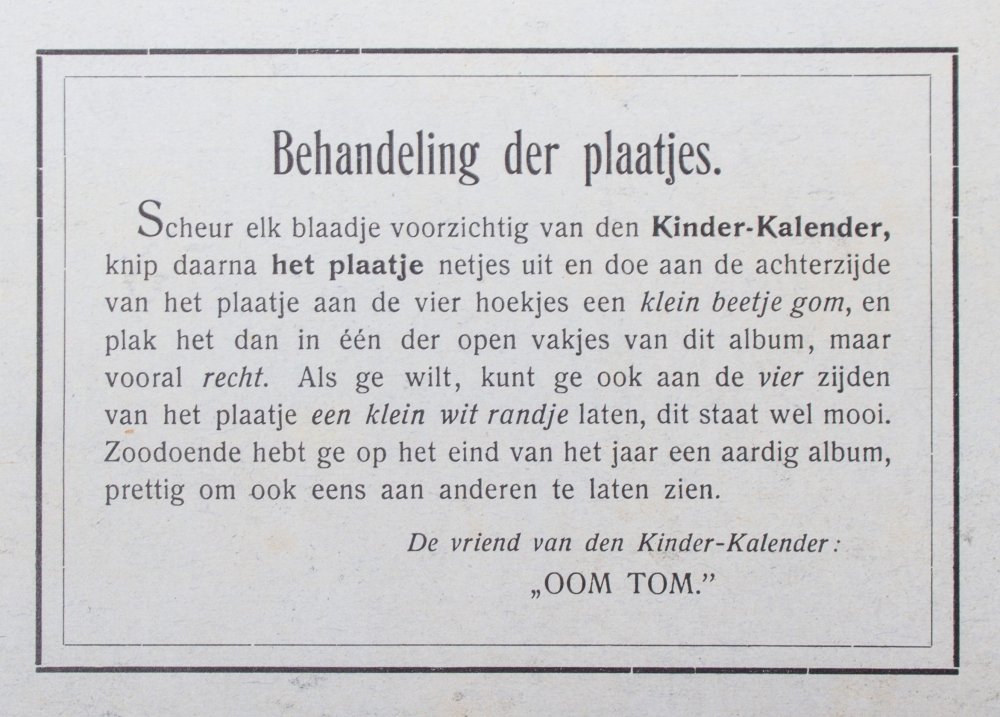 Behandeling der plaatjes.
Scheur elk blaadje voorzichtig van den Kinder-Kalender,
knip daarna het plaatje netjes uit en doe aan de achterzijde
van het plaatje aan de vier hoekjes een klein beetje gom, en
plak het dan in één der open vakjes van dit album, maar
vooral recht. Als ge wilt, kunt ge ook aan de vier zijden
van het plaatje een klein wit randje laten, dit staat wel mooi.
Zoodoende hebt ge op het eind van het jaar een aardig album,
prettig om ook eens aan anderen te laten zien.
De vriend van den Kinder-Kalender:
„OOM TOM.”